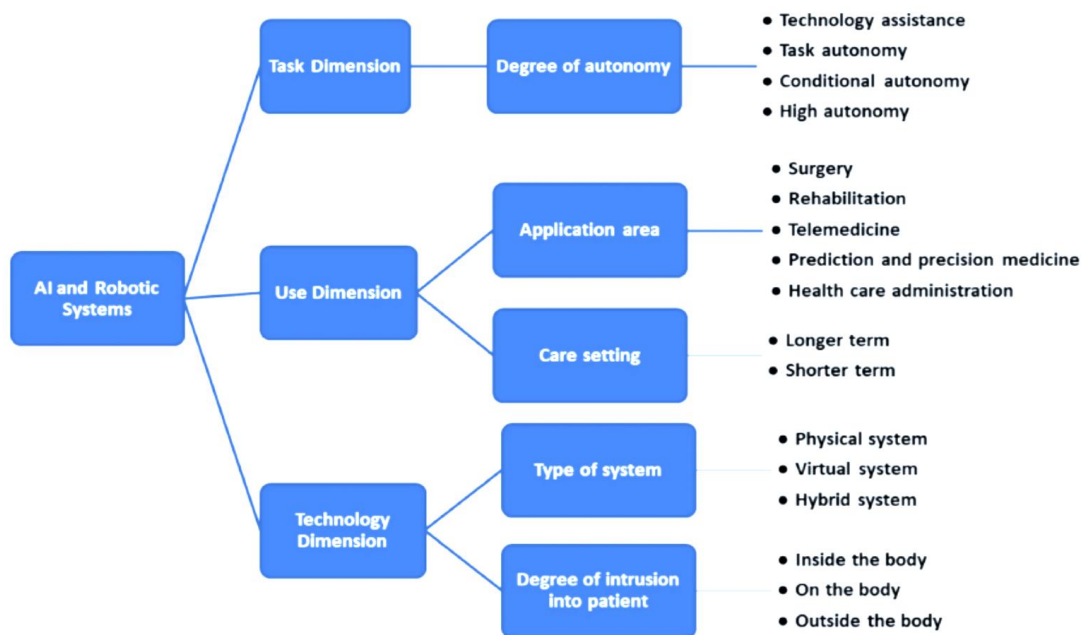 AI and Robotic
Systems
Task Dimension
Degree of autonomy
● Technology assistance
● Task autonomy
● Conditional autonomy
● High autonomy
Use Dimension
Application area
● Surgery
● Rehabilitation
● Telemedicine
● Prediction and precision medicine
● Health care administration
Care setting
● Longer term
● Shorter term
Technology
Dimension
Type of system
● Physical system
● Virtual system
● Hybrid system
Degree of intrusion
into patient
● Inside the body
● On the body
● Outside the body